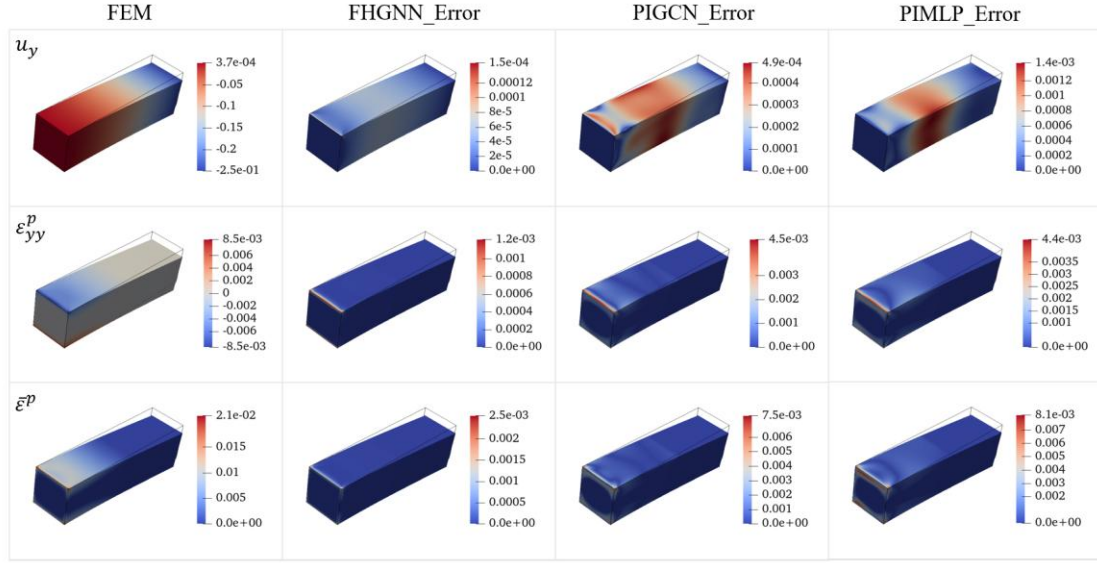 FEM FHGNN_Error PIGCN_Error PIMLP_Error
u_y
3.7e-04
-0.05
-0.1
-0.15
-0.2
-2.5e-01
1.5e-04
0.00012
0.0001
8e-5
6e-5
4e-5
2e-5
0.0e+00
4.9e-04
0.0004
0.0003
0.0002
0.0001
0.0e+00
1.4e-03
0.0012
0.001
0.0008
0.0006
0.0004
0.0002
0.0e+00
ε^p_yy
8.5e-03
0.006
0.004
0.002
0
-0.002
-0.004
-0.006
-8.5e-03
1.2e-03
0.001
0.0008
0.0006
0.0004
0.0002
0.0e+00
4.5e-03
0.003
0.002
0.001
0.0e+00
4.4e-03
0.0035
0.003
0.0025
0.002
0.0015
0.001
0.0e+00
ε̄^p
2.1e-02
0.015
0.01
0.005
0.0e+00
2.5e-03
0.002
0.0015
0.001
0.0005
0.0e+00
7.5e-03
0.006
0.005
0.004
0.003
0.002
0.001
0.0e+00
8.1e-03
0.007
0.006
0.005
0.004
0.003
0.002
0.0e+00